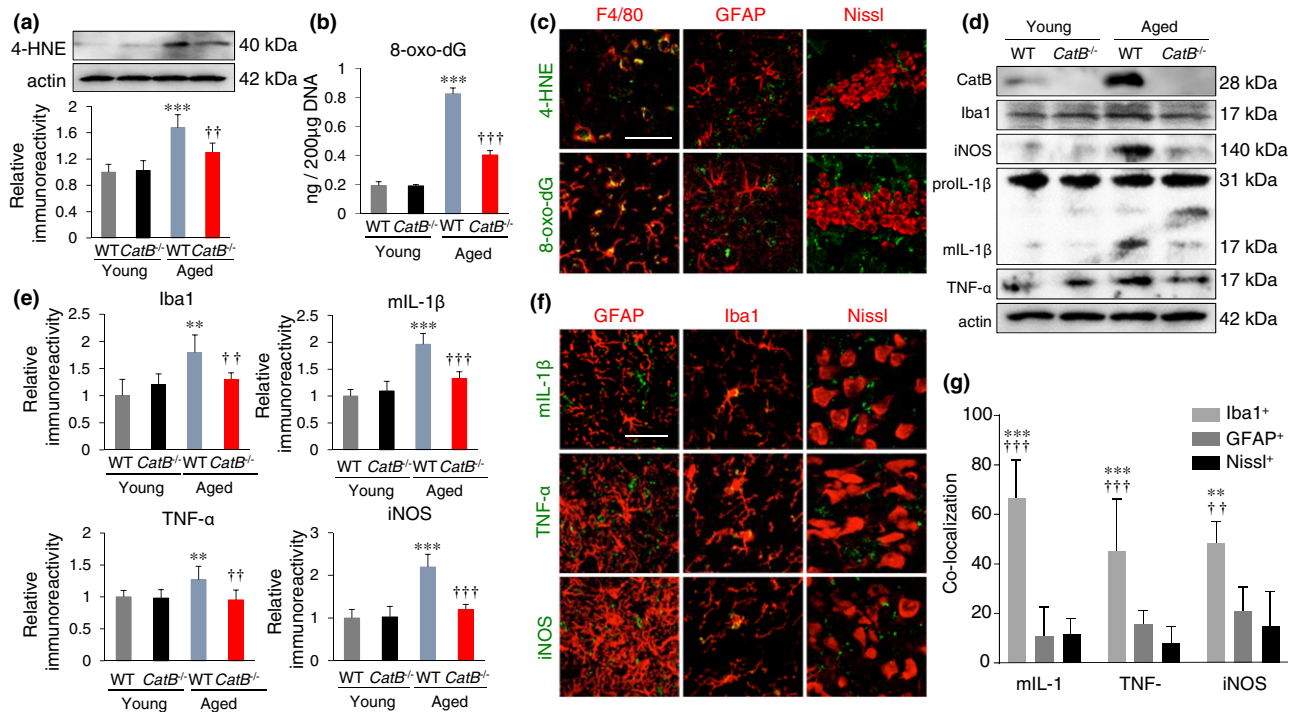 (a)
4-HNE 40 kDa
actin 42 kDa
Relative
immunoreactivity
2
1.6
1.2
0.8
0.4
0
***
††
WT CatB-/- WT CatB-/-
Young Aged
(b)
8-oxo-dG
ng / 200µg DNA
1
0.8
0.6
0.4
0.2
0
***
†††
WT CatB-/- WT CatB-/-
Young Aged
(c)
F4/80 GFAP Nissl
4-HNE
8-oxo-dG
(d)
Young Aged
WT CatB-/- WT CatB-/-
CatB 28 kDa
Iba1 17 kDa
iNOS 140 kDa
proIL-1β 31 kDa
mIL-1β 17 kDa
TNF-α 17 kDa
actin 42 kDa
(e)
Iba1
Relative
immunoreactivity
2.5
2
1.5
1
0.5
0
**
††
WT CatB-/- WT CatB-/-
Young Aged
mIL-1β
Relative
immunoreactivity
2.5
2
1.5
1
0.5
0
***
†††
WT CatB-/- WT CatB-/-
Young Aged
TNF-α
Relative
immunoreactivity
2
1.5
1
0.5
0
**
††
WT CatB-/- WT CatB-/-
Young Aged
iNOS
Relative
immunoreactivity
3
2
1
0
***
†††
WT CatB-/- WT CatB-/-
Young Aged
(f)
GFAP Iba1 Nissl
mIL-1β
TNF-α
iNOS
(g)
Co-localization
100
80
60
40
20
0
Iba1+
GFAP+
Nissl+
***
†††
***
†††
**
††
mIL-1 TNF- iNOS